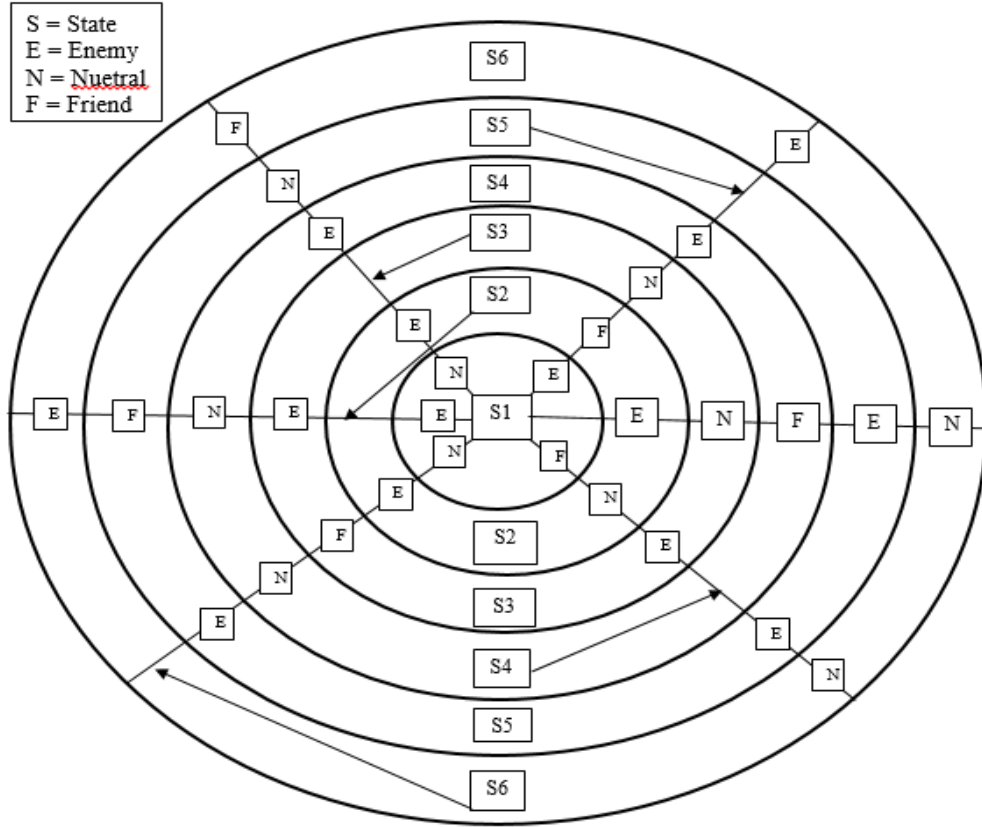 S = State
E = Enemy
N = Nuetral
F = Friend
S6
S5
E
F
S4
N
S3
E
E
N
S2
E
F
N
E
E
F
N
E
E
S1
E
N
F
E
N
N
F
E
N
F
S2
E
N
S3
E
E
S4
N
S5
S6